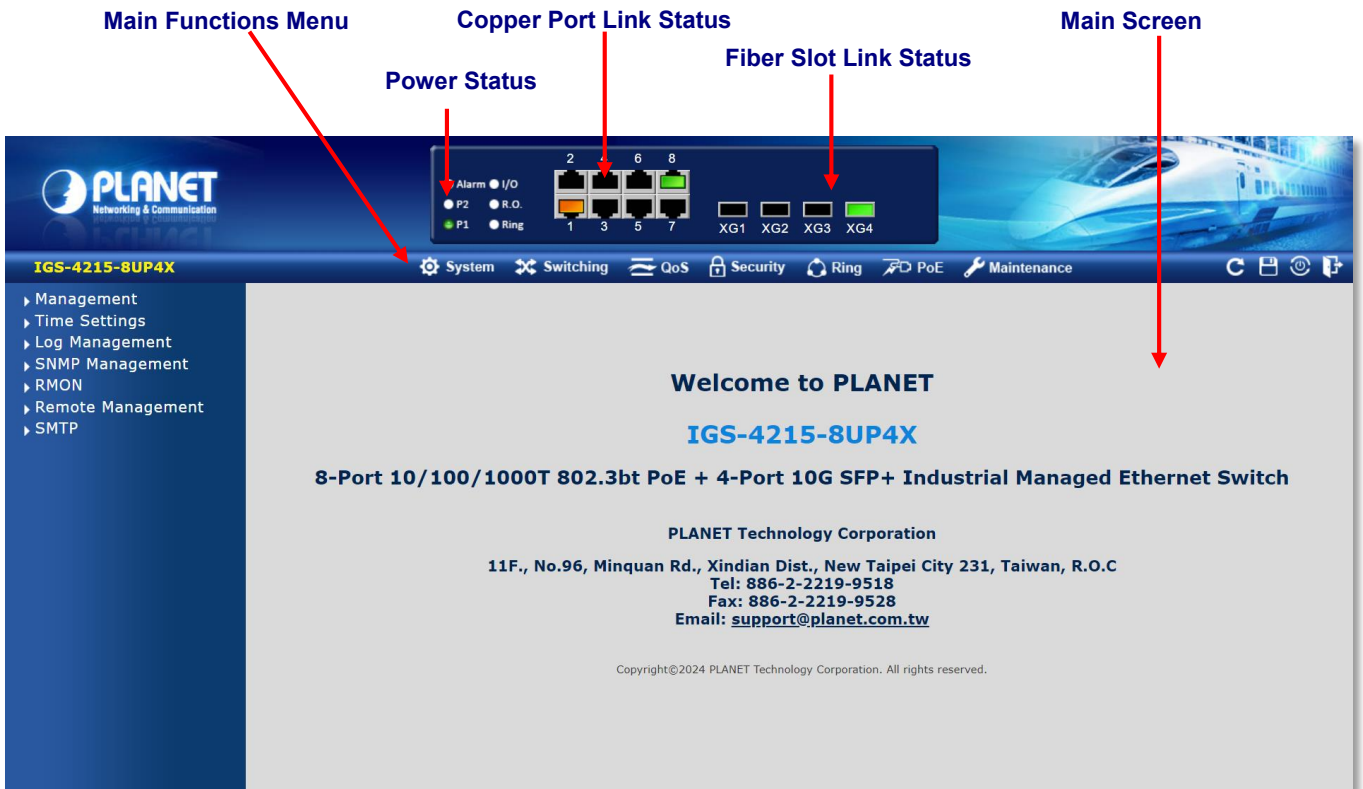 Main Functions Menu
Copper Port Link Status
Main Screen
Fiber Slot Link Status
Power Status
PLANET
Networking & Communication
2 4 6 8
Alarm I/O
P2 R.O.
P1 Ring
1 3 5 7
XG1 XG2 XG3 XG4
IGS-4215-8UP4X
System Switching QoS Security Ring PoE Maintenance
Management
Time Settings
Log Management
SNMP Management
RMON
Remote Management
SMTP
Welcome to PLANET
IGS-4215-8UP4X
8-Port 10/100/1000T 802.3bt PoE + 4-Port 10G SFP+ Industrial Managed Ethernet Switch
PLANET Technology Corporation
11F., No.96, Minquan Rd., Xindian Dist., New Taipei City 231, Taiwan, R.O.C
Tel: 886-2-2219-9518
Fax: 886-2-2219-9528
Email: support@planet.com.tw
Copyright©2024 PLANET Technology Corporation. All rights reserved.